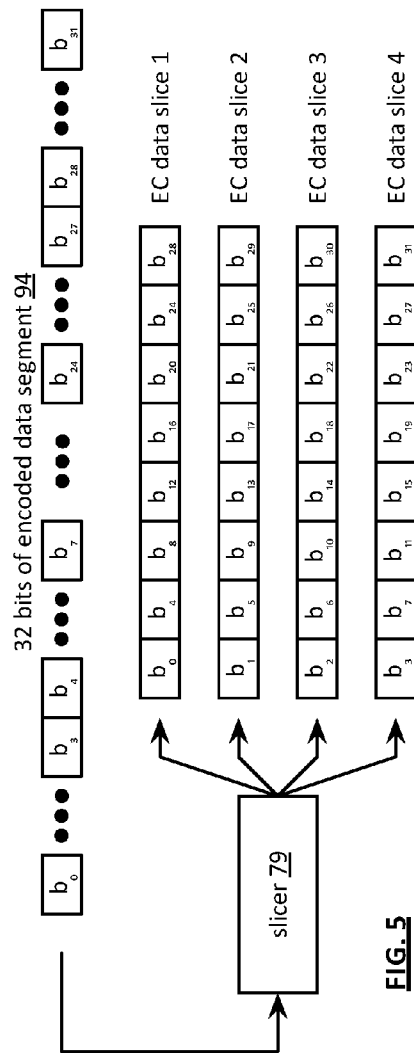 32 bits of encoded data segment 94
b0 b3 b4 b7 b24 b27 b28 b31
b0 b4 b8 b12 b16 b20 b24 b28 EC data slice 1
b1 b5 b9 b13 b17 b21 b25 b29 EC data slice 2
b2 b6 b10 b14 b18 b22 b26 b30 EC data slice 3
b3 b7 b11 b15 b19 b23 b27 b31 EC data slice 4
slicer 79
FIG. 5